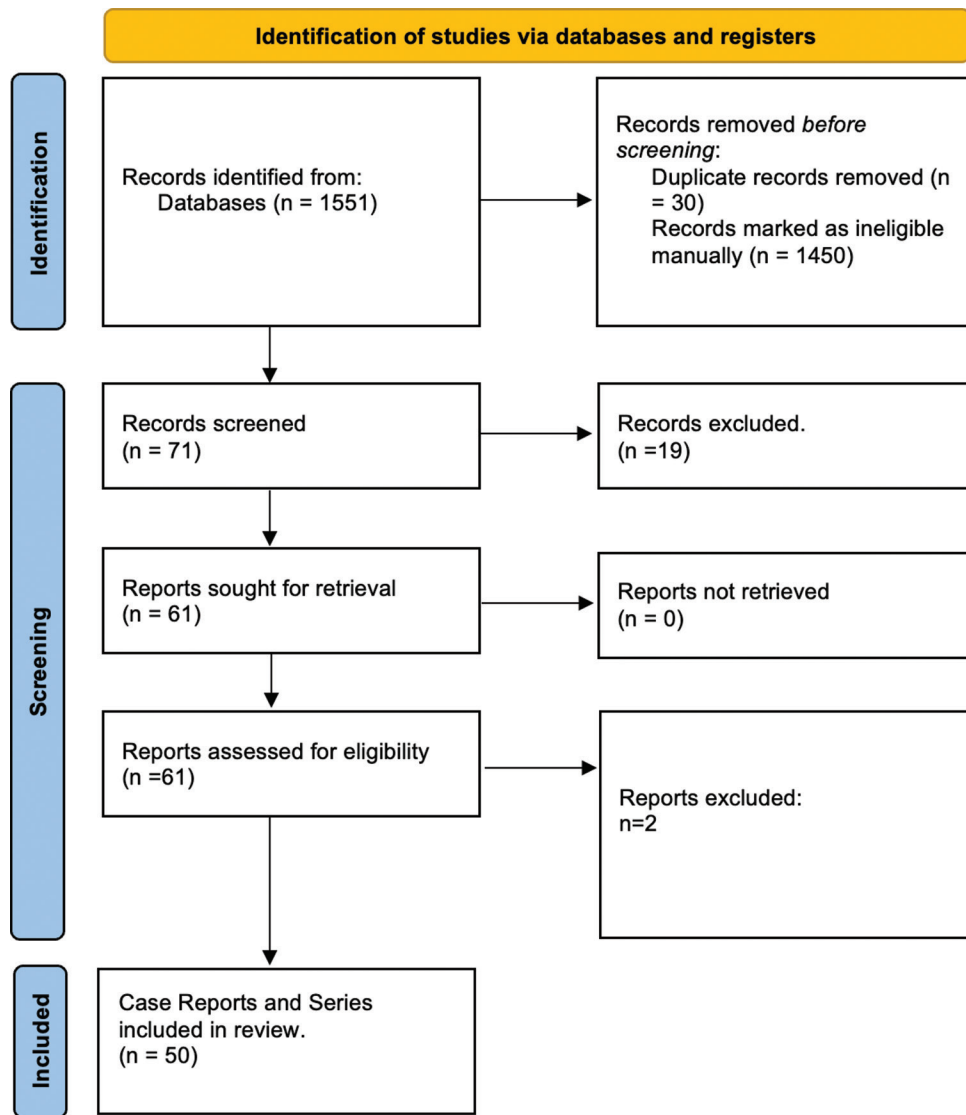 Identification of studies via databases and registers
Identification
Records identified from:
Databases (n = 1551)
Records removed before
screening:
Duplicate records removed (n
= 30)
Records marked as ineligible
manually (n = 1450)
Screening
Records screened
(n = 71)
Records excluded.
(n =19)
Reports sought for retrieval
(n = 61)
Reports not retrieved
(n = 0)
Reports assessed for eligibility
(n =61)
Reports excluded:
n=2
Included
Case Reports and Series
included in review.
(n = 50)